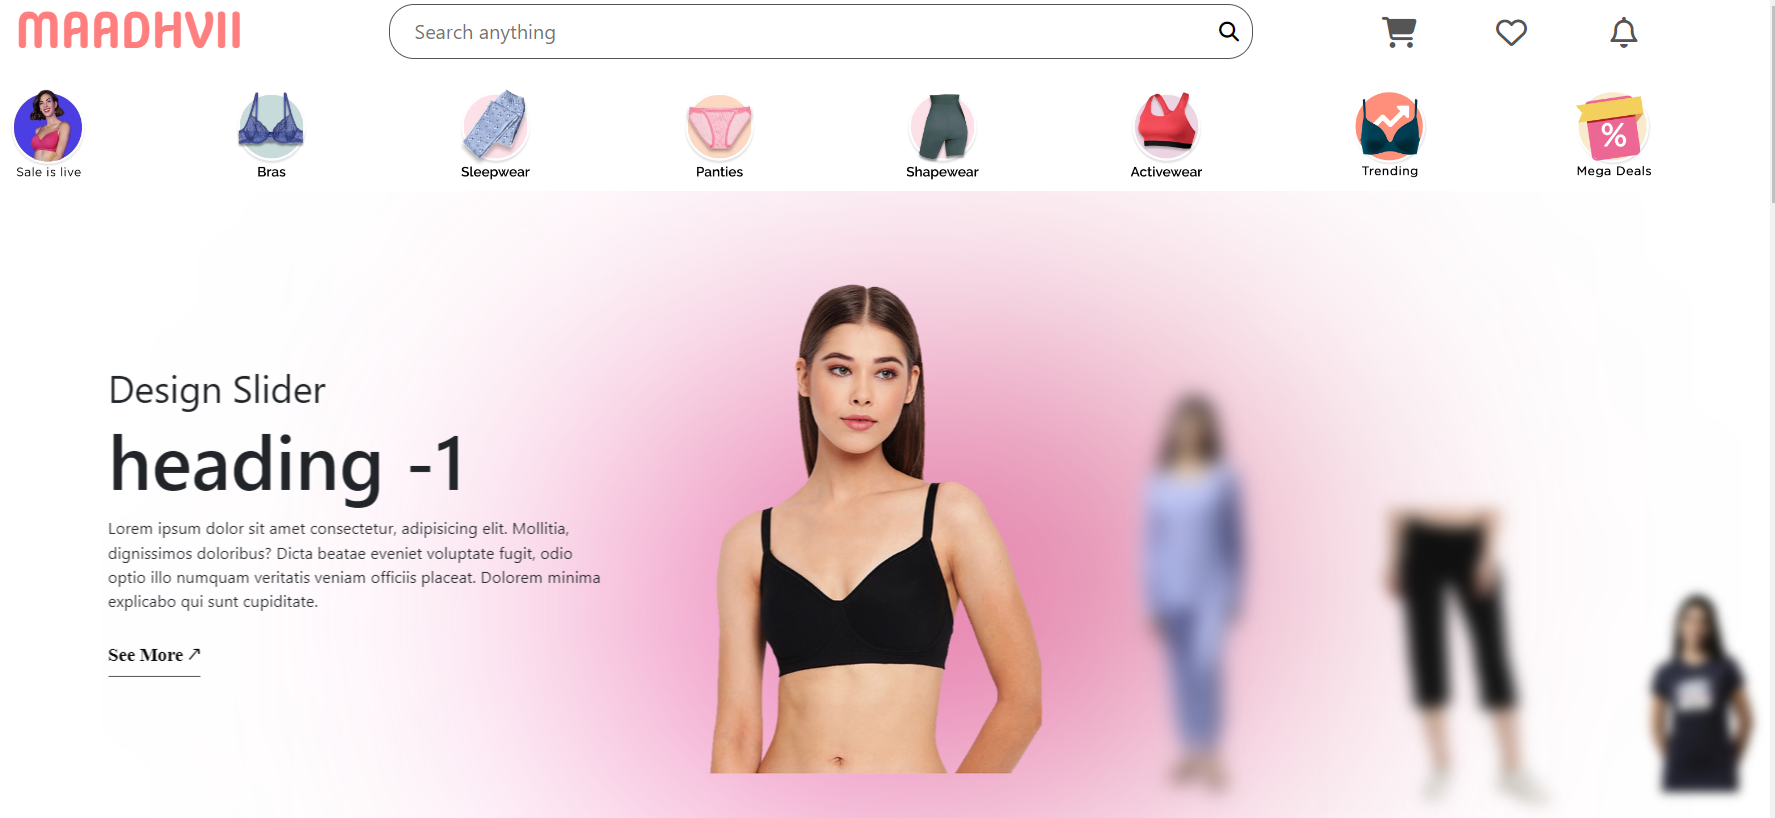 MAADHVII
Search anything
Sale is live
Bras
Sleepwear
Panties
Shapewear
Activewear
Trending
%
Mega Deals
Design Slider
heading -1
Lorem ipsum dolor sit amet consectetur, adipisicing elit. Mollitia,
dignissimos doloribus? Dicta beatae eveniet voluptate fugit, odio
optio illo numquam veritatis veniam officiis placeat. Dolorem minima
explicabo qui sunt cupiditate.
See More ↗